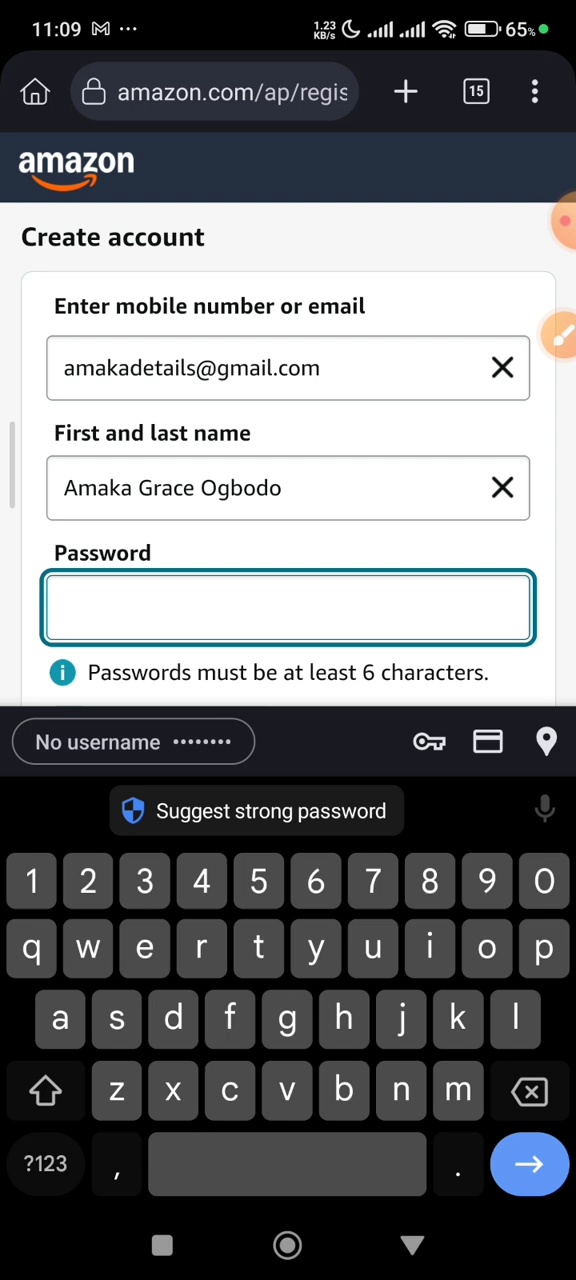 11:09 ... 1.23 KB/s 65%
amazon.com/ap/regis 15
amazon
Create account
Enter mobile number or email
amakadetails@gmail.com
First and last name
Amaka Grace Ogbodo
Password
i Passwords must be at least 6 characters.
No username ········
Suggest strong password
1 2 3 4 5 6 7 8 9 0
q w e r t y u i o p
a s d f g h j k l
z x c v b n m
?123 , .